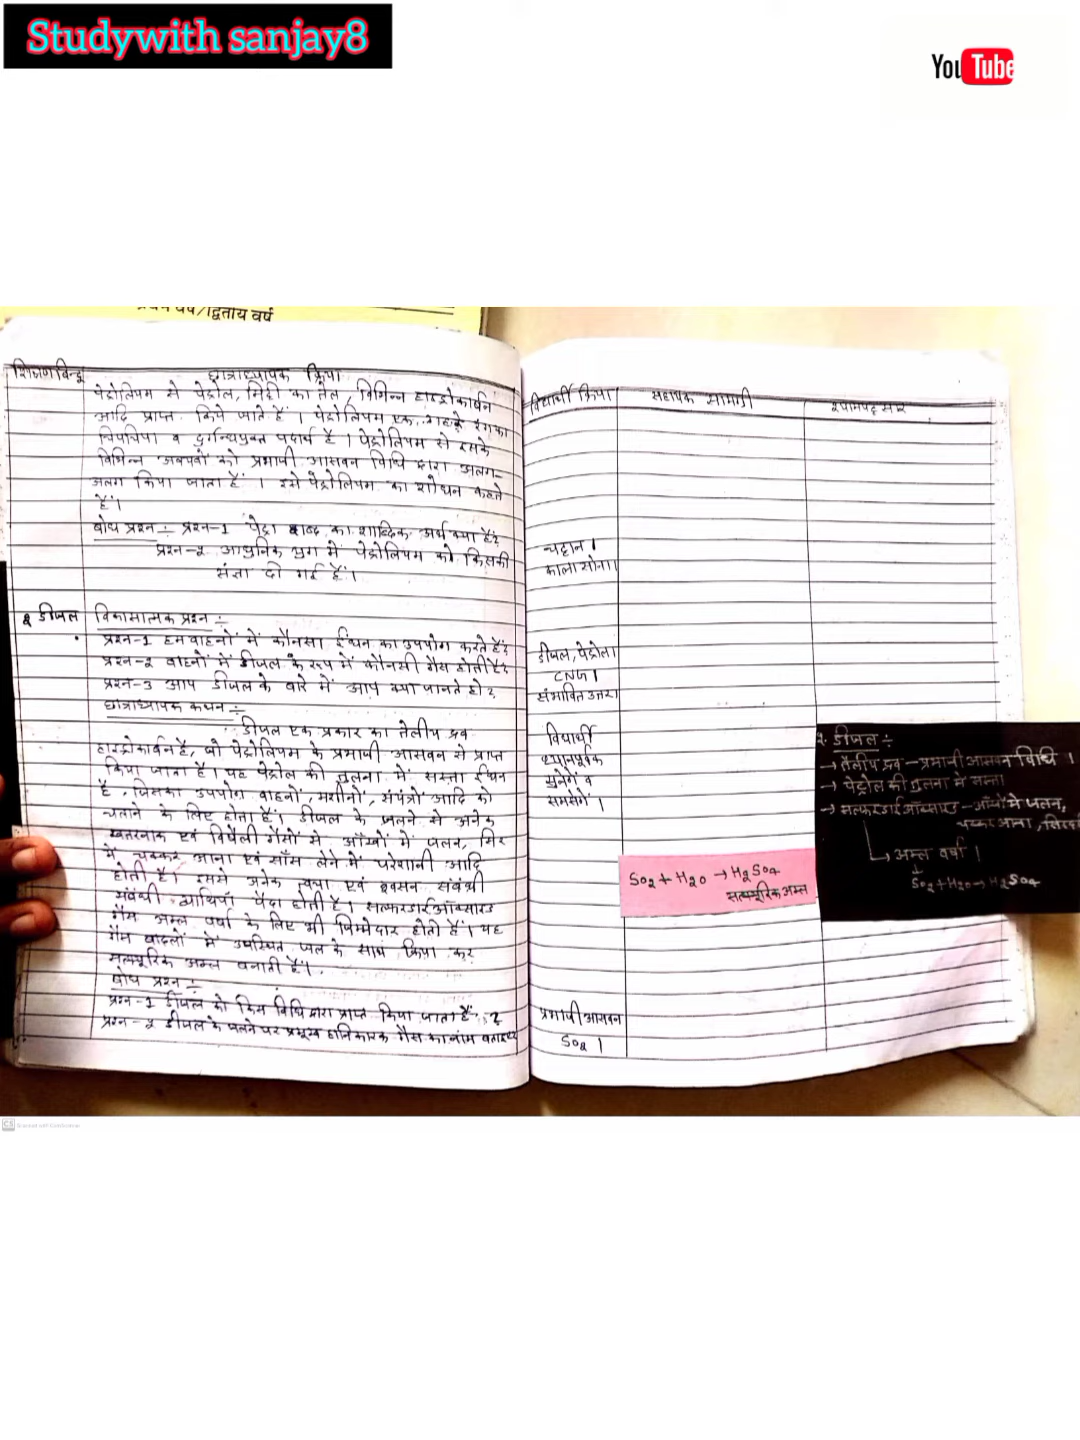 Studywith sanjay8
YouTube
प्रथम वर्ष/द्वितीय वर्ष
शिक्षण बिन्दु
छात्राध्यापक क्रिया
पेट्रोलियम से पेट्रोल, मिट्टी का तेल, विभिन्न हाइड्रोकार्बन
आदि प्राप्त किये जाते हैं । पेट्रोलियम एक गहरे रंग का
चिपचिपा व दुर्गन्धयुक्त पदार्थ है । पेट्रोलियम से इसके
विभिन्न अवयवों को प्रभाजी आसवन विधि द्वारा अलग-
अलग किया जाता हैं । इसे पेट्रोलियम का शोधन कहते
हैं ।
बोध प्रश्न :- प्रश्न-1 पेट्रा शब्द का शाब्दिक अर्थ क्या हैं?
प्रश्न-२ आधुनिक युग में पेट्रोलियम को किसकी
संज्ञा दी गई हैं ।
२ डीजल
विकासात्मक प्रश्न :-
प्रश्न-1 हम वाहनों में कौनसा ईंधन का उपयोग करते हैं?
प्रश्न-२ वाहनों में डीजल के रूप में कौनसी गैस होती हैं?
प्रश्न-3 आप डीजल के बारे में आप क्या जानते हो?
छात्राध्यापक कथन :-
डीजल एक प्रकार का तेलीय द्रव
हाइड्रोकार्बन है, जो पेट्रोलियम के प्रभाजी आसवन से प्राप्त
किया जाता है । यह पेट्रोल की तुलना में सस्ता ईंधन
है, जिसका उपयोग वाहनों, मशीनों, संयंत्रों आदि को
चलाने के लिए होता हैं । डीजल के जलने से अनेक
खतरनाक एवं विषैली गैसों से आँखों में जलन, सिर
में चक्कर आना एवं साँस लेने में परेशानी आदि
होती हैं । इससे अनेक त्वचा एवं श्वसन संबंधी
संबंधी व्याधियाँ पैदा होती हैं । सल्फरडाईऑक्साइड
गैस अम्ल वर्षा के लिए भी जिम्मेदार होती हैं । यह
गैस बादलों में उपस्थित जल के साथ क्रिया कर
सल्फ्यूरिक अम्ल बनाती हैं ।
बोध प्रश्न :-
प्रश्न-1 डीजल को किस विधि द्वारा प्राप्त किया जाता हैं ?
प्रश्न-२ डीजल के जलने पर प्रमुख हानिकारक गैस का नाम बताइए
विद्यार्थी क्रिया
सहायक सामग्री
श्यामपट्ट सार
चट्टान ।
काला सोना ।
डीजल, पेट्रोल ।
CNG ।
संभावित उत्तर ।
विद्यार्थी
ध्यानपूर्वक
सुनेगें व
समझेगें ।
SO₂ + H₂O → H₂SO₄
सल्फ्यूरिक अम्ल
२. डीजल :-
→ तैलीय द्रव - प्रभाजी आसवन विधि ।
→ पेट्रोल की तुलना में सस्ता
→ सल्फरडाईऑक्साइड - आँखों में जलन,
चक्कर आना,
↳ अम्ल वर्षा ।
↓
SO₂ + H₂O → H₂SO₄
प्रभाजी आसवन
SO₂ ।
CS